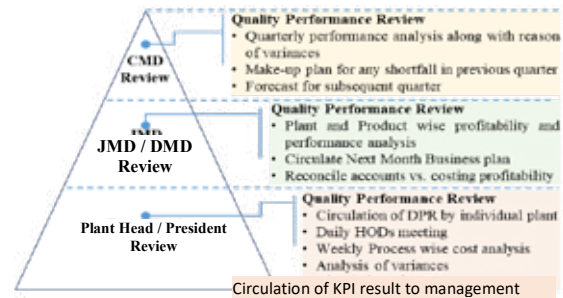 Quality Performance Review
• Quarterly performance analysis along with reason
of variances
• Make-up plan for any shortfall in previous quarter
• Forecast for subsequent quarter
CMD
Review
Quality Performance Review
• Plant and Product wise profitability and
performance analysis
• Circulate Next Month Business plan
• Reconcile accounts vs. costing profitability
JMD / DMD
Review
Quality Performance Review
• Circulation of DPR by individual plant
• Daily HODs meeting
• Weekly Process wise cost analysis
• Analysis of variances
Plant Head / President
Review
Circulation of KPI result to management